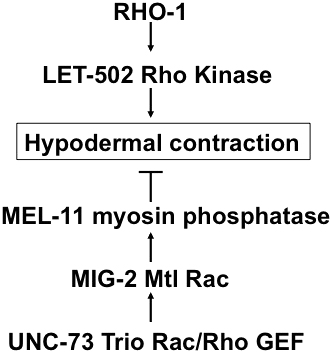 RHO-1
LET-502 Rho Kinase
Hypodermal contraction
MEL-11 myosin phosphatase
MIG-2 Mtl Rac
UNC-73 Trio Rac/Rho GEF